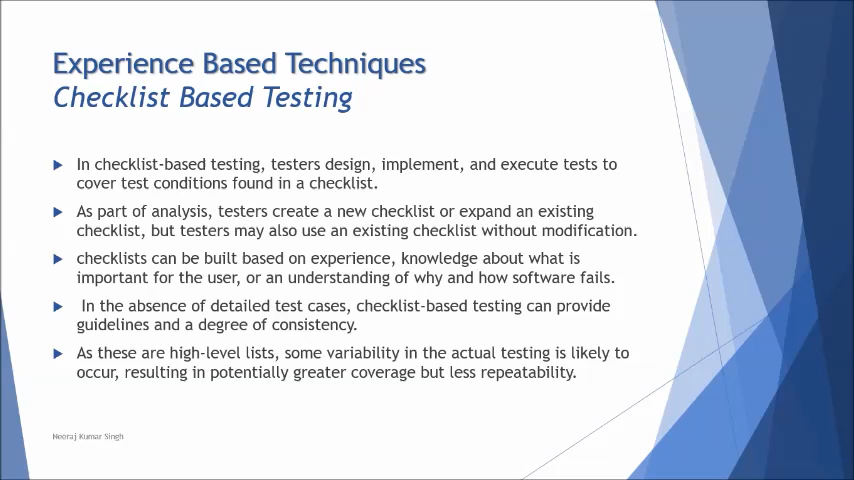 Experience Based Techniques
Checklist Based Testing
In checklist-based testing, testers design, implement, and execute tests to
cover test conditions found in a checklist.
As part of analysis, testers create a new checklist or expand an existing
checklist, but testers may also use an existing checklist without modification.
checklists can be built based on experience, knowledge about what is
important for the user, or an understanding of why and how software fails.
In the absence of detailed test cases, checklist-based testing can provide
guidelines and a degree of consistency.
As these are high-level lists, some variability in the actual testing is likely to
occur, resulting in potentially greater coverage but less repeatability.
Neeraj Kumar Singh